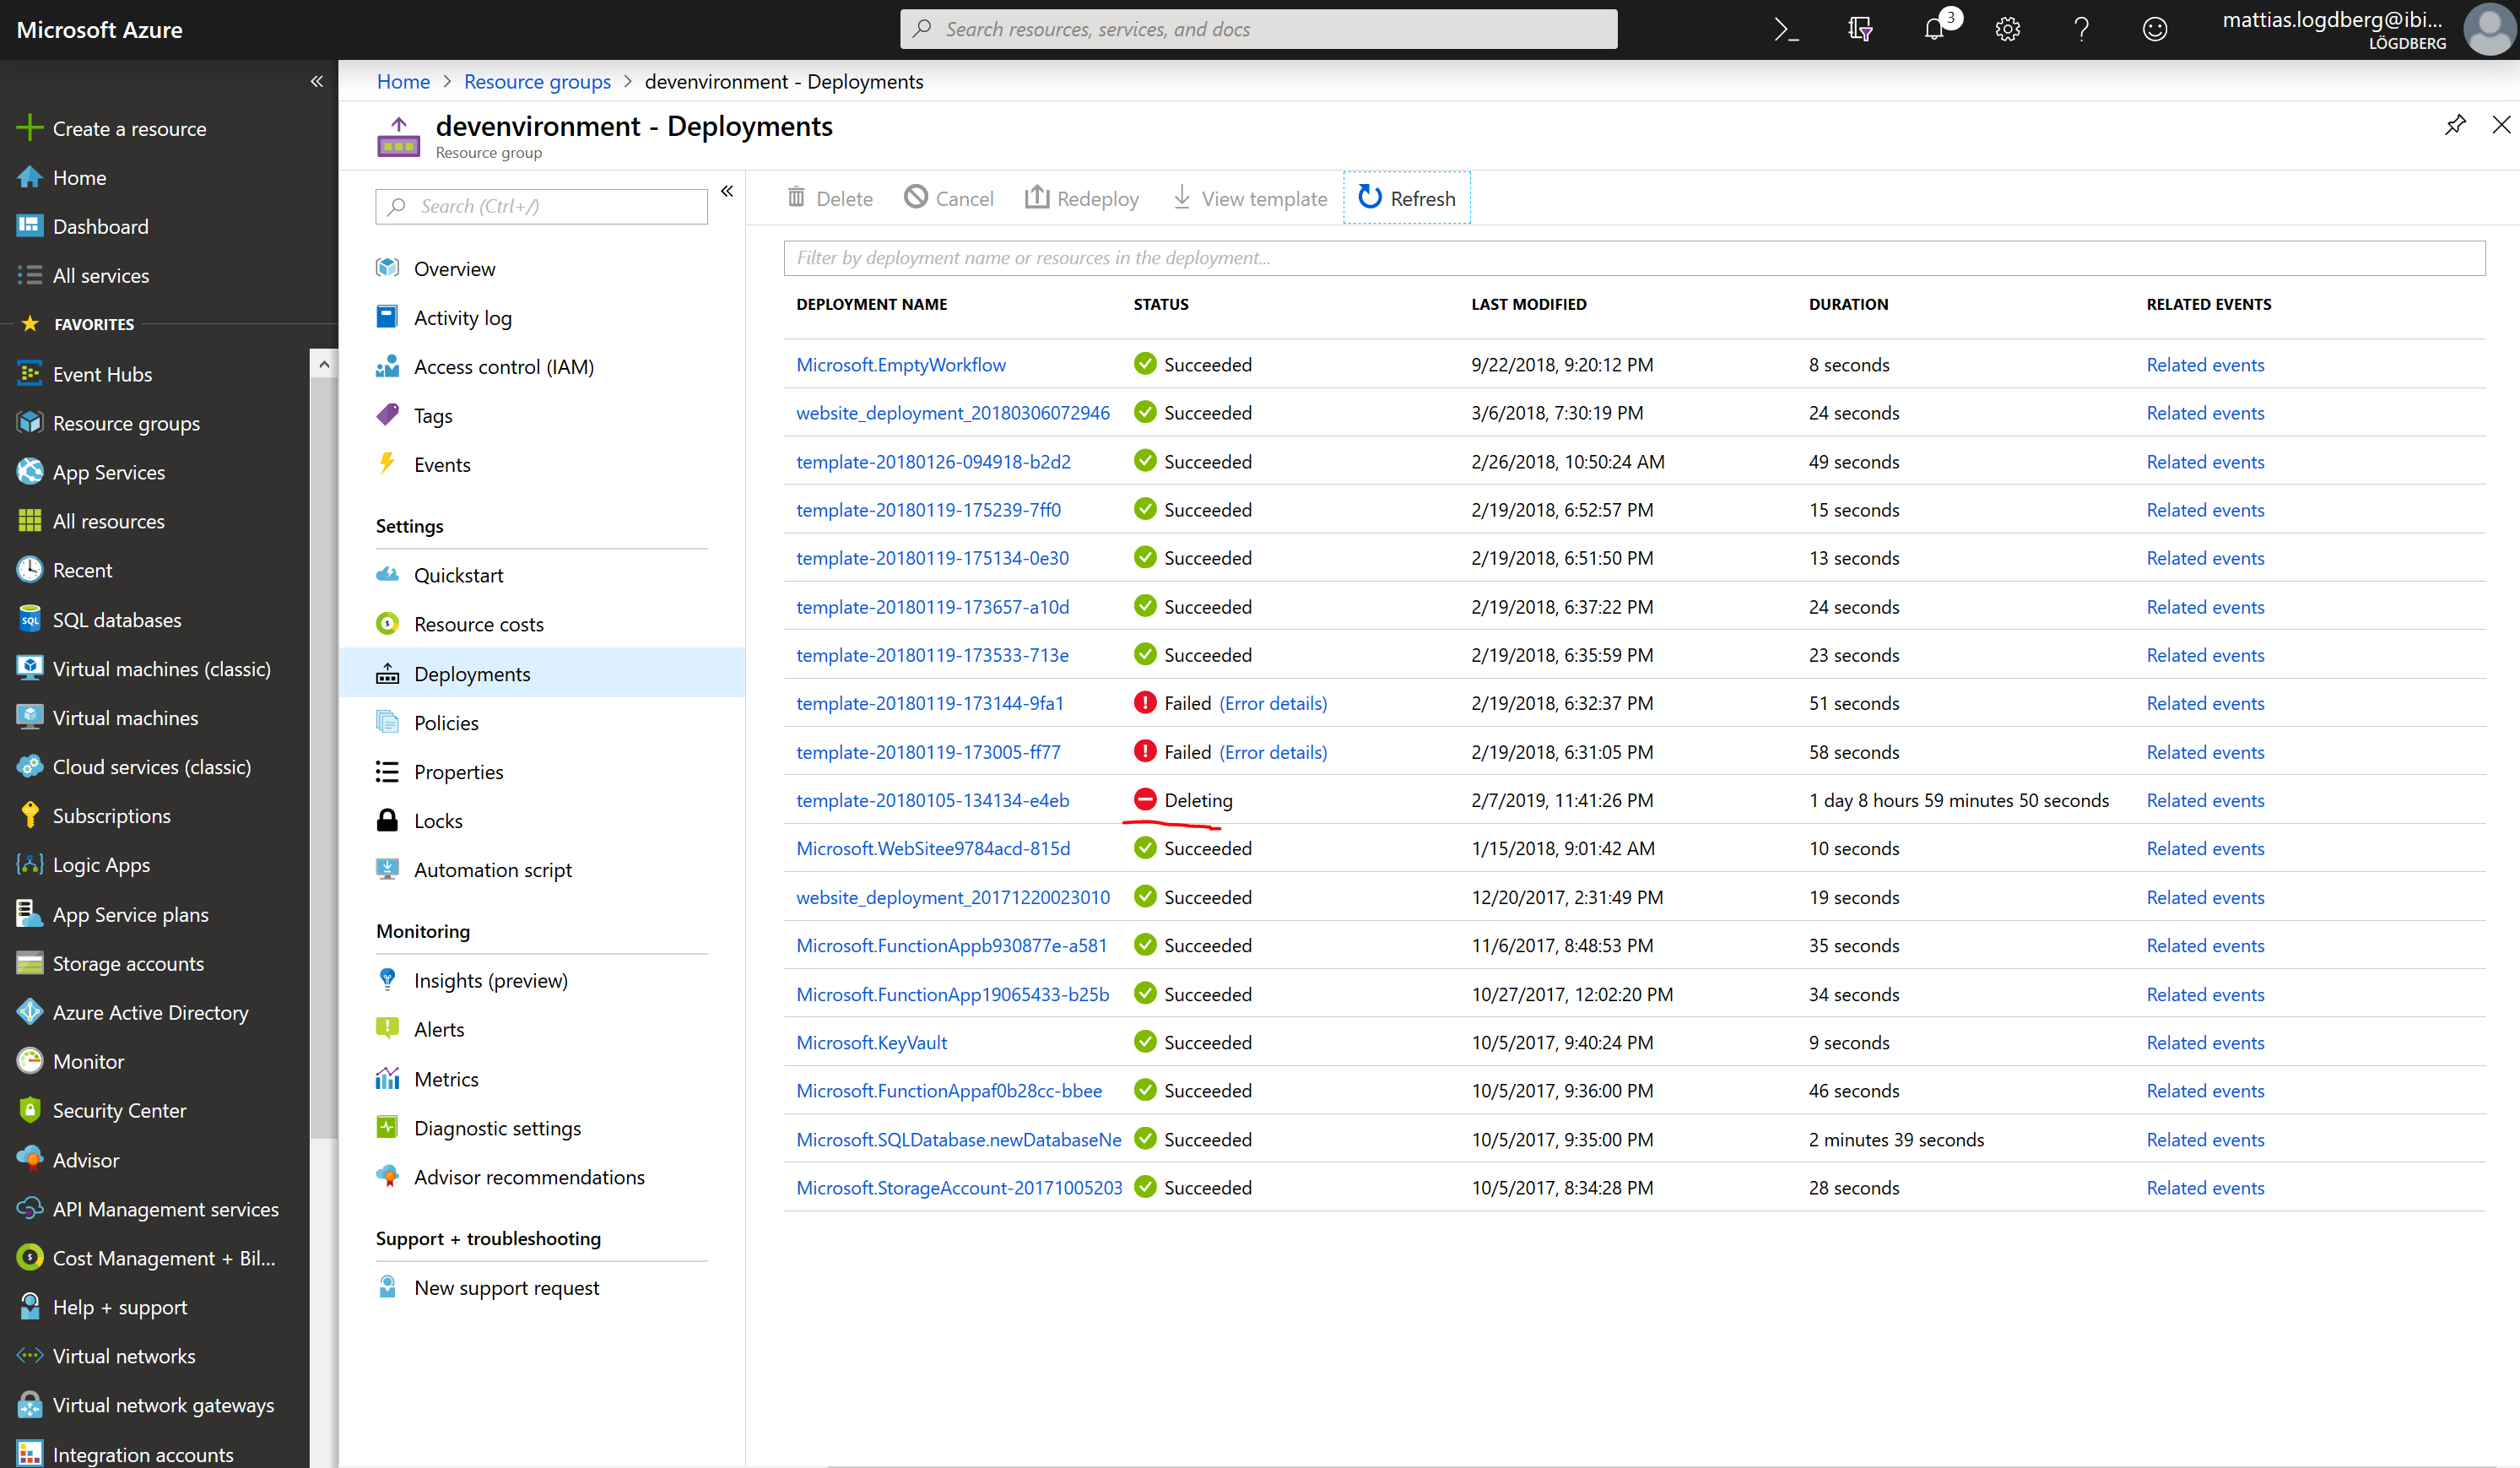 Microsoft Azure
Search resources, services, and docs
3
mattias.logdberg@ibi...
LÖGDBERG
Home > Resource groups > devenvironment - Deployments
devenvironment - Deployments
Resource group
Create a resource
Home
Dashboard
All services
FAVORITES
Event Hubs
Resource groups
App Services
All resources
Recent
SQL databases
Virtual machines (classic)
Virtual machines
Cloud services (classic)
Subscriptions
Logic Apps
App Service plans
Storage accounts
Azure Active Directory
Monitor
Security Center
Advisor
API Management services
Cost Management + Bil...
Help + support
Virtual networks
Virtual network gateways
Integration accounts
Search (Ctrl+/)
Overview
Activity log
Access control (IAM)
Tags
Events
Settings
Quickstart
Resource costs
Deployments
Policies
Properties
Locks
Automation script
Monitoring
Insights (preview)
Alerts
Metrics
Diagnostic settings
Advisor recommendations
Support + troubleshooting
New support request
Delete Cancel Redeploy View template Refresh
Filter by deployment name or resources in the deployment...
DEPLOYMENT NAME STATUS LAST MODIFIED DURATION RELATED EVENTS
Microsoft.EmptyWorkflow Succeeded 9/22/2018, 9:20:12 PM 8 seconds Related events
website_deployment_20180306072946 Succeeded 3/6/2018, 7:30:19 PM 24 seconds Related events
template-20180126-094918-b2d2 Succeeded 2/26/2018, 10:50:24 AM 49 seconds Related events
template-20180119-175239-7ff0 Succeeded 2/19/2018, 6:52:57 PM 15 seconds Related events
template-20180119-175134-0e30 Succeeded 2/19/2018, 6:51:50 PM 13 seconds Related events
template-20180119-173657-a10d Succeeded 2/19/2018, 6:37:22 PM 24 seconds Related events
template-20180119-173533-713e Succeeded 2/19/2018, 6:35:59 PM 23 seconds Related events
template-20180119-173144-9fa1 Failed (Error details) 2/19/2018, 6:32:37 PM 51 seconds Related events
template-20180119-173005-ff77 Failed (Error details) 2/19/2018, 6:31:05 PM 58 seconds Related events
template-20180105-134134-e4eb Deleting 2/7/2019, 11:41:26 PM 1 day 8 hours 59 minutes 50 seconds Related events
Microsoft.WebSitee9784acd-815d Succeeded 1/15/2018, 9:01:42 AM 10 seconds Related events
website_deployment_20171220023010 Succeeded 12/20/2017, 2:31:49 PM 19 seconds Related events
Microsoft.FunctionAppb930877e-a581 Succeeded 11/6/2017, 8:48:53 PM 35 seconds Related events
Microsoft.FunctionApp19065433-b25b Succeeded 10/27/2017, 12:02:20 PM 34 seconds Related events
Microsoft.KeyVault Succeeded 10/5/2017, 9:40:24 PM 9 seconds Related events
Microsoft.FunctionAppaf0b28cc-bbee Succeeded 10/5/2017, 9:36:00 PM 46 seconds Related events
Microsoft.SQLDatabase.newDatabaseNe Succeeded 10/5/2017, 9:35:00 PM 2 minutes 39 seconds Related events
Microsoft.StorageAccount-20171005203 Succeeded 10/5/2017, 8:34:28 PM 28 seconds Related events